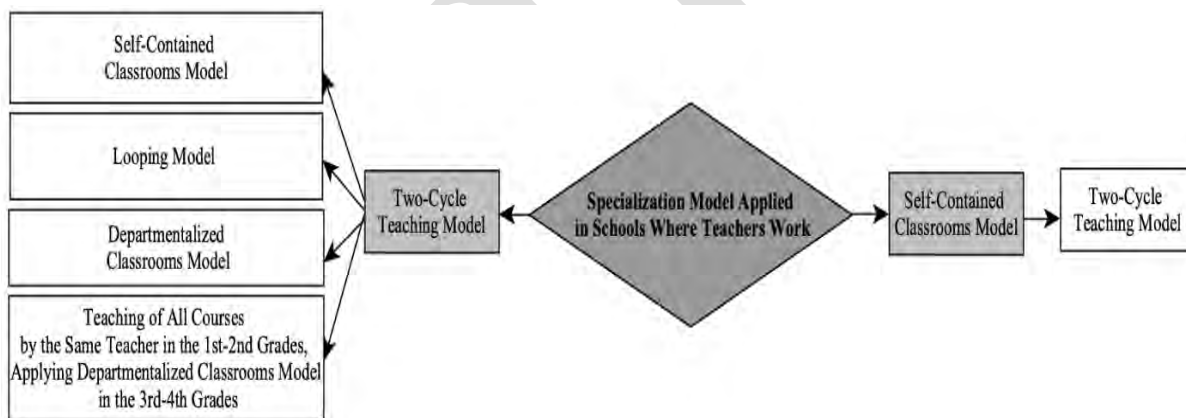 Self-Contained
Classrooms Model
Looping Model
Departmentalized
Classrooms Model
Teaching of All Courses
by the Same Teacher in the 1st-2nd Grades,
Applying Departmentalized Classrooms Model
in the 3rd-4th Grades
Two-Cycle
Teaching Model
Specialization Model Applied
in Schools Where Teachers Work
Self-Contained
Classrooms Model
Two-Cycle
Teaching Model